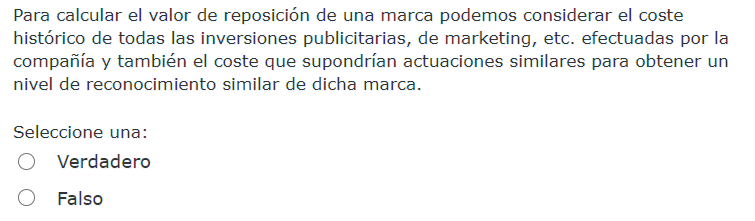 Para calcular el valor de reposición de una marca podemos considerar el coste
histórico de todas las inversiones publicitarias, de marketing, etc. efectuadas por la
compañía y también el coste que supondrían actuaciones similares para obtener un
nivel de reconocimiento similar de dicha marca.
Seleccione una:
Verdadero
Falso